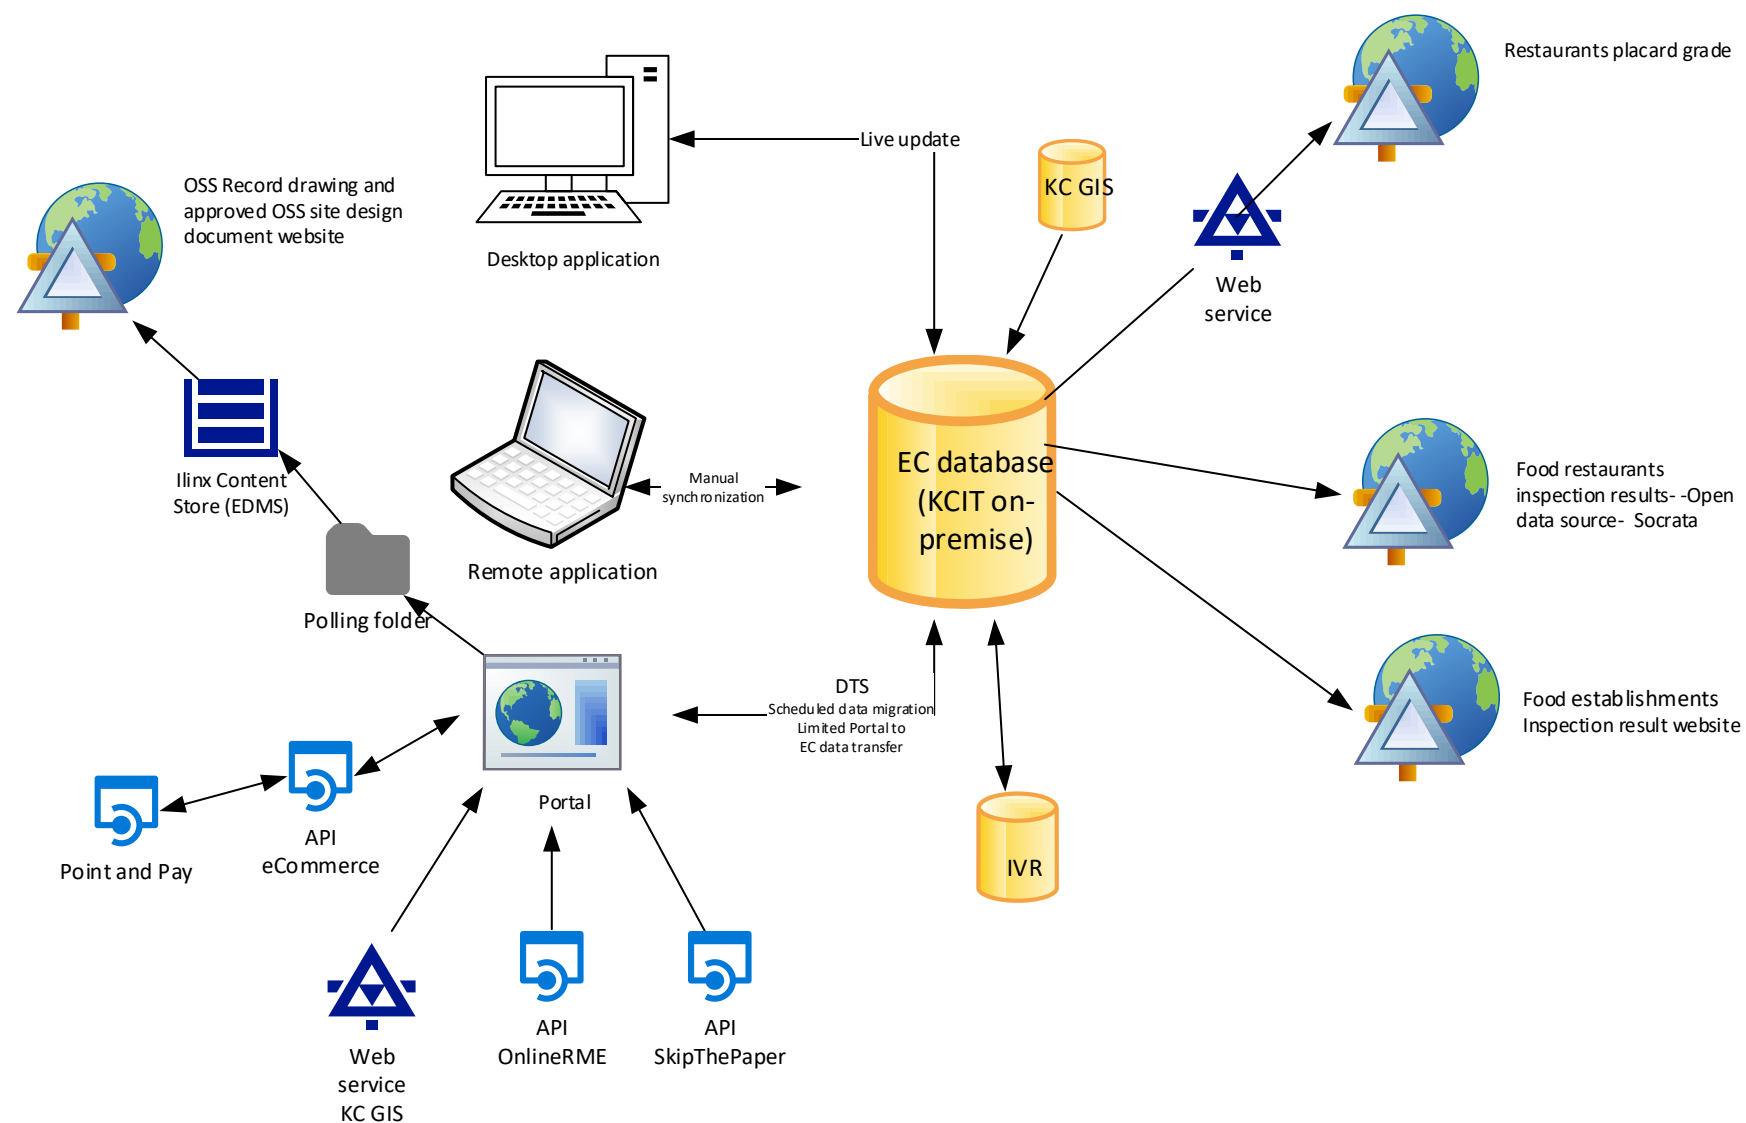 Restaurants placard grade
Live update
KC GIS
OSS Record drawing and
approved OSS site design
document website
Desktop application
Web
service
Ilinx Content
Store (EDMS)
Manual
synchronization
EC database
(KCIT on-
premise)
Food restaurants
inspection results- -Open
data source- Socrata
Remote application
Polling folder
DTS
Scheduled data migration
Limited Portal to
EC data transfer
Food establishments
Inspection result website
Portal
API
eCommerce
Point and Pay
IVR
Web
service
KC GIS
API
OnlineRME
API
SkipThePaper